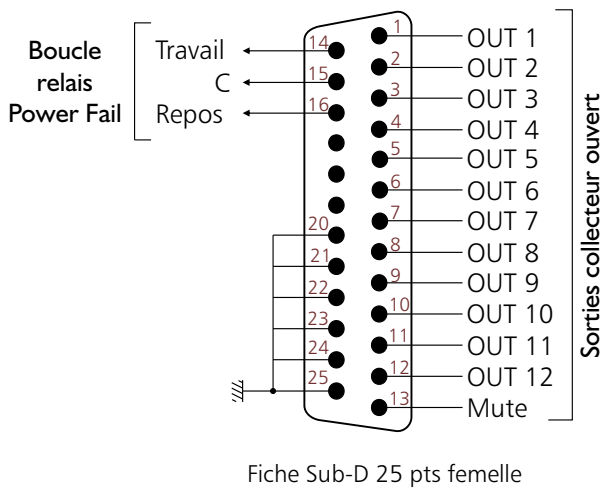 Boucle
relais
Power Fail
Travail
C
Repos
14
15
16
20
21
22
23
24
25
1
2
3
4
5
6
7
8
9
10
11
12
13
OUT 1
OUT 2
OUT 3
OUT 4
OUT 5
OUT 6
OUT 7
OUT 8
OUT 9
OUT 10
OUT 11
OUT 12
Mute
Sorties collecteur ouvert
Fiche Sub-D 25 pts femelle